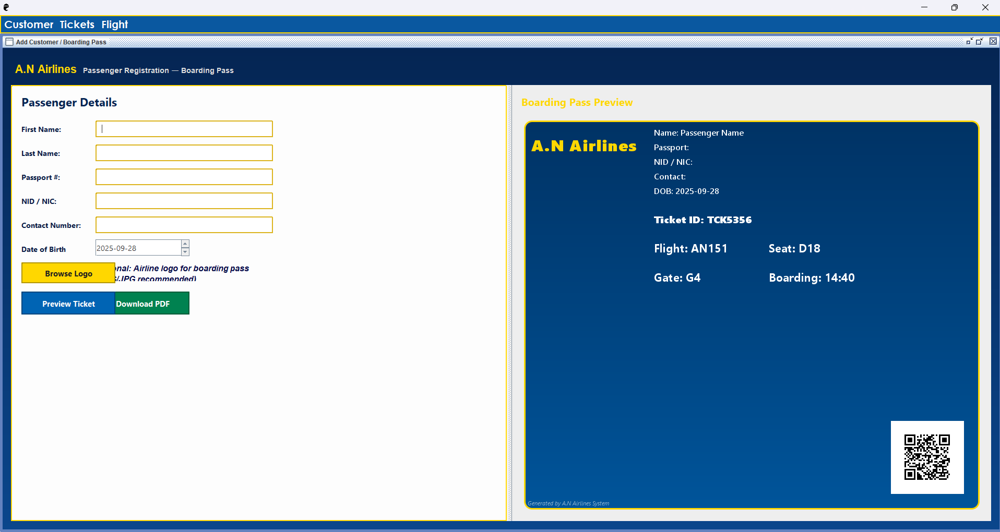 Customer Tickets Flight
Add Customer / Boarding Pass
A.N Airlines Passenger Registration — Boarding Pass
Passenger Details
First Name:
Last Name:
Passport #:
NID / NIC:
Contact Number:
Date of Birth 2025-09-28
Browse Logo
onal: Airline logo for boarding pass
/JPG recommended)
Preview Ticket
Download PDF
Boarding Pass Preview
A.N Airlines
Name: Passenger Name
Passport:
NID / NIC:
Contact:
DOB: 2025-09-28
Ticket ID: TCK5356
Flight: AN151 Seat: D18
Gate: G4 Boarding: 14:40
Generated by A.N Airlines System